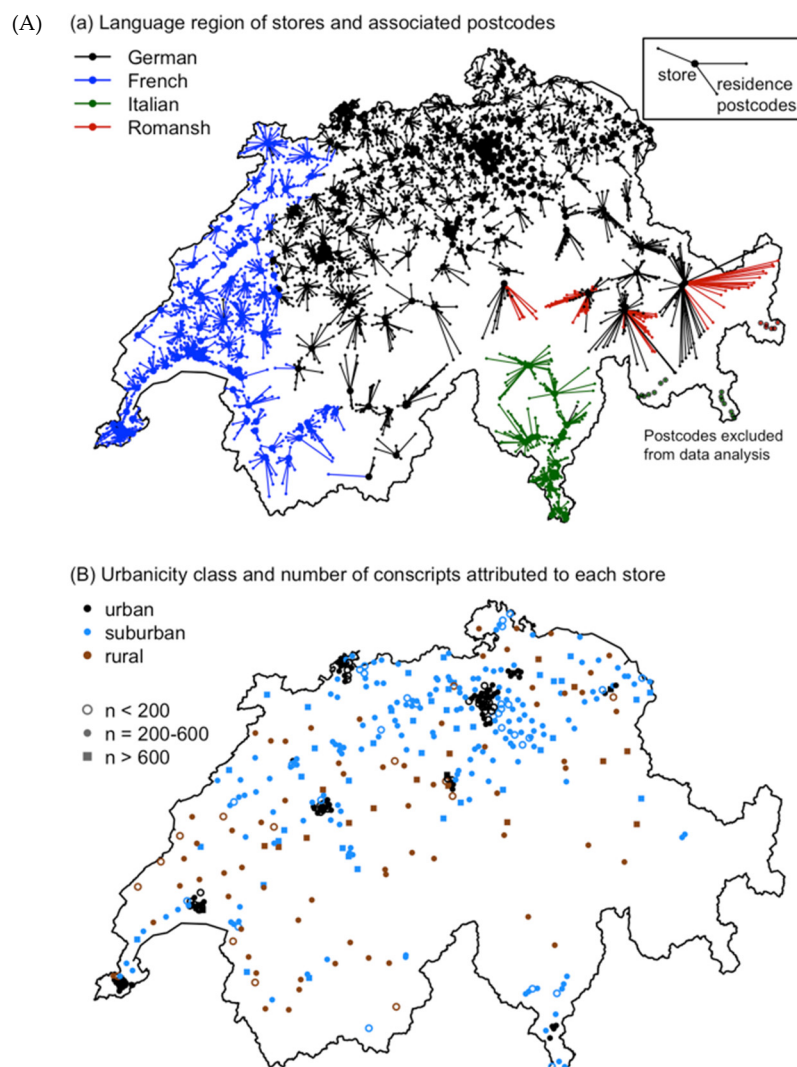 (A)
(a) Language region of stores and associated postcodes
German
French
Italian
Romansh
store
residence
postcodes
Postcodes excluded
from data analysis
(B) Urbanicity class and number of conscripts attributed to each store
urban
suburban
rural
n < 200
n = 200-600
n > 600